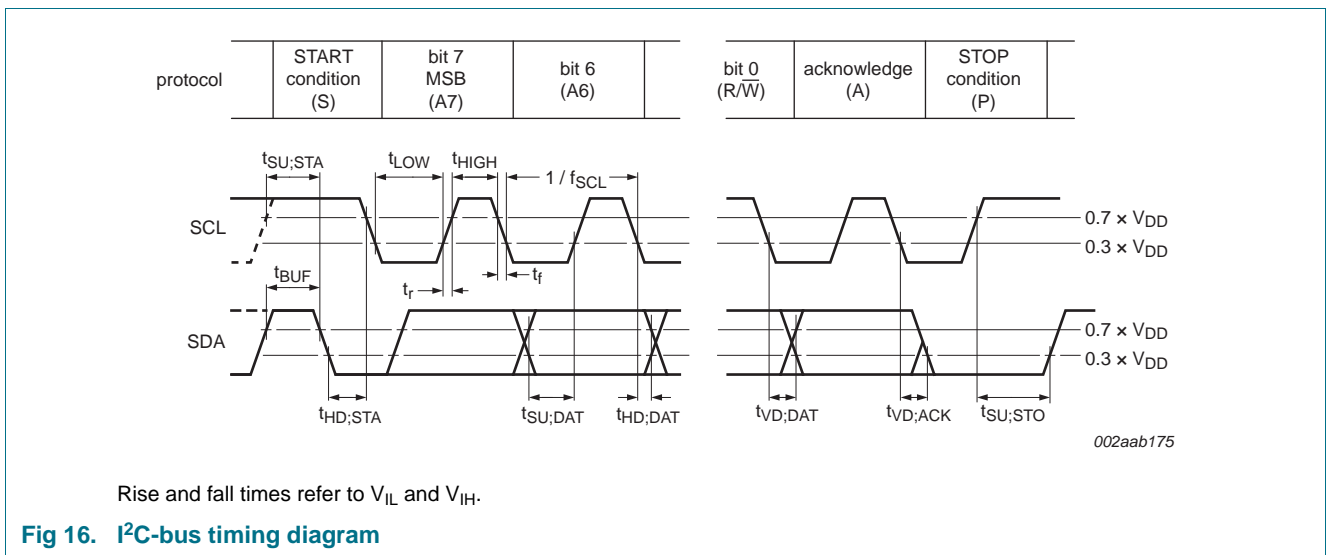 protocol
START
condition
(S)
bit 7
MSB
(A7)
bit 6
(A6)
bit 0
(R/W̅)
acknowledge
(A)
STOP
condition
(P)
tSU;STA
tLOW
tHIGH
1 / fSCL
SCL
0.7 × VDD
0.3 × VDD
tBUF
tr
tf
SDA
0.7 × VDD
0.3 × VDD
tHD;STA
tSU;DAT
tHD;DAT
tVD;DAT
tVD;ACK
tSU;STO
002aab175
Rise and fall times refer to VIL and VIH.
Fig 16. I²C-bus timing diagram